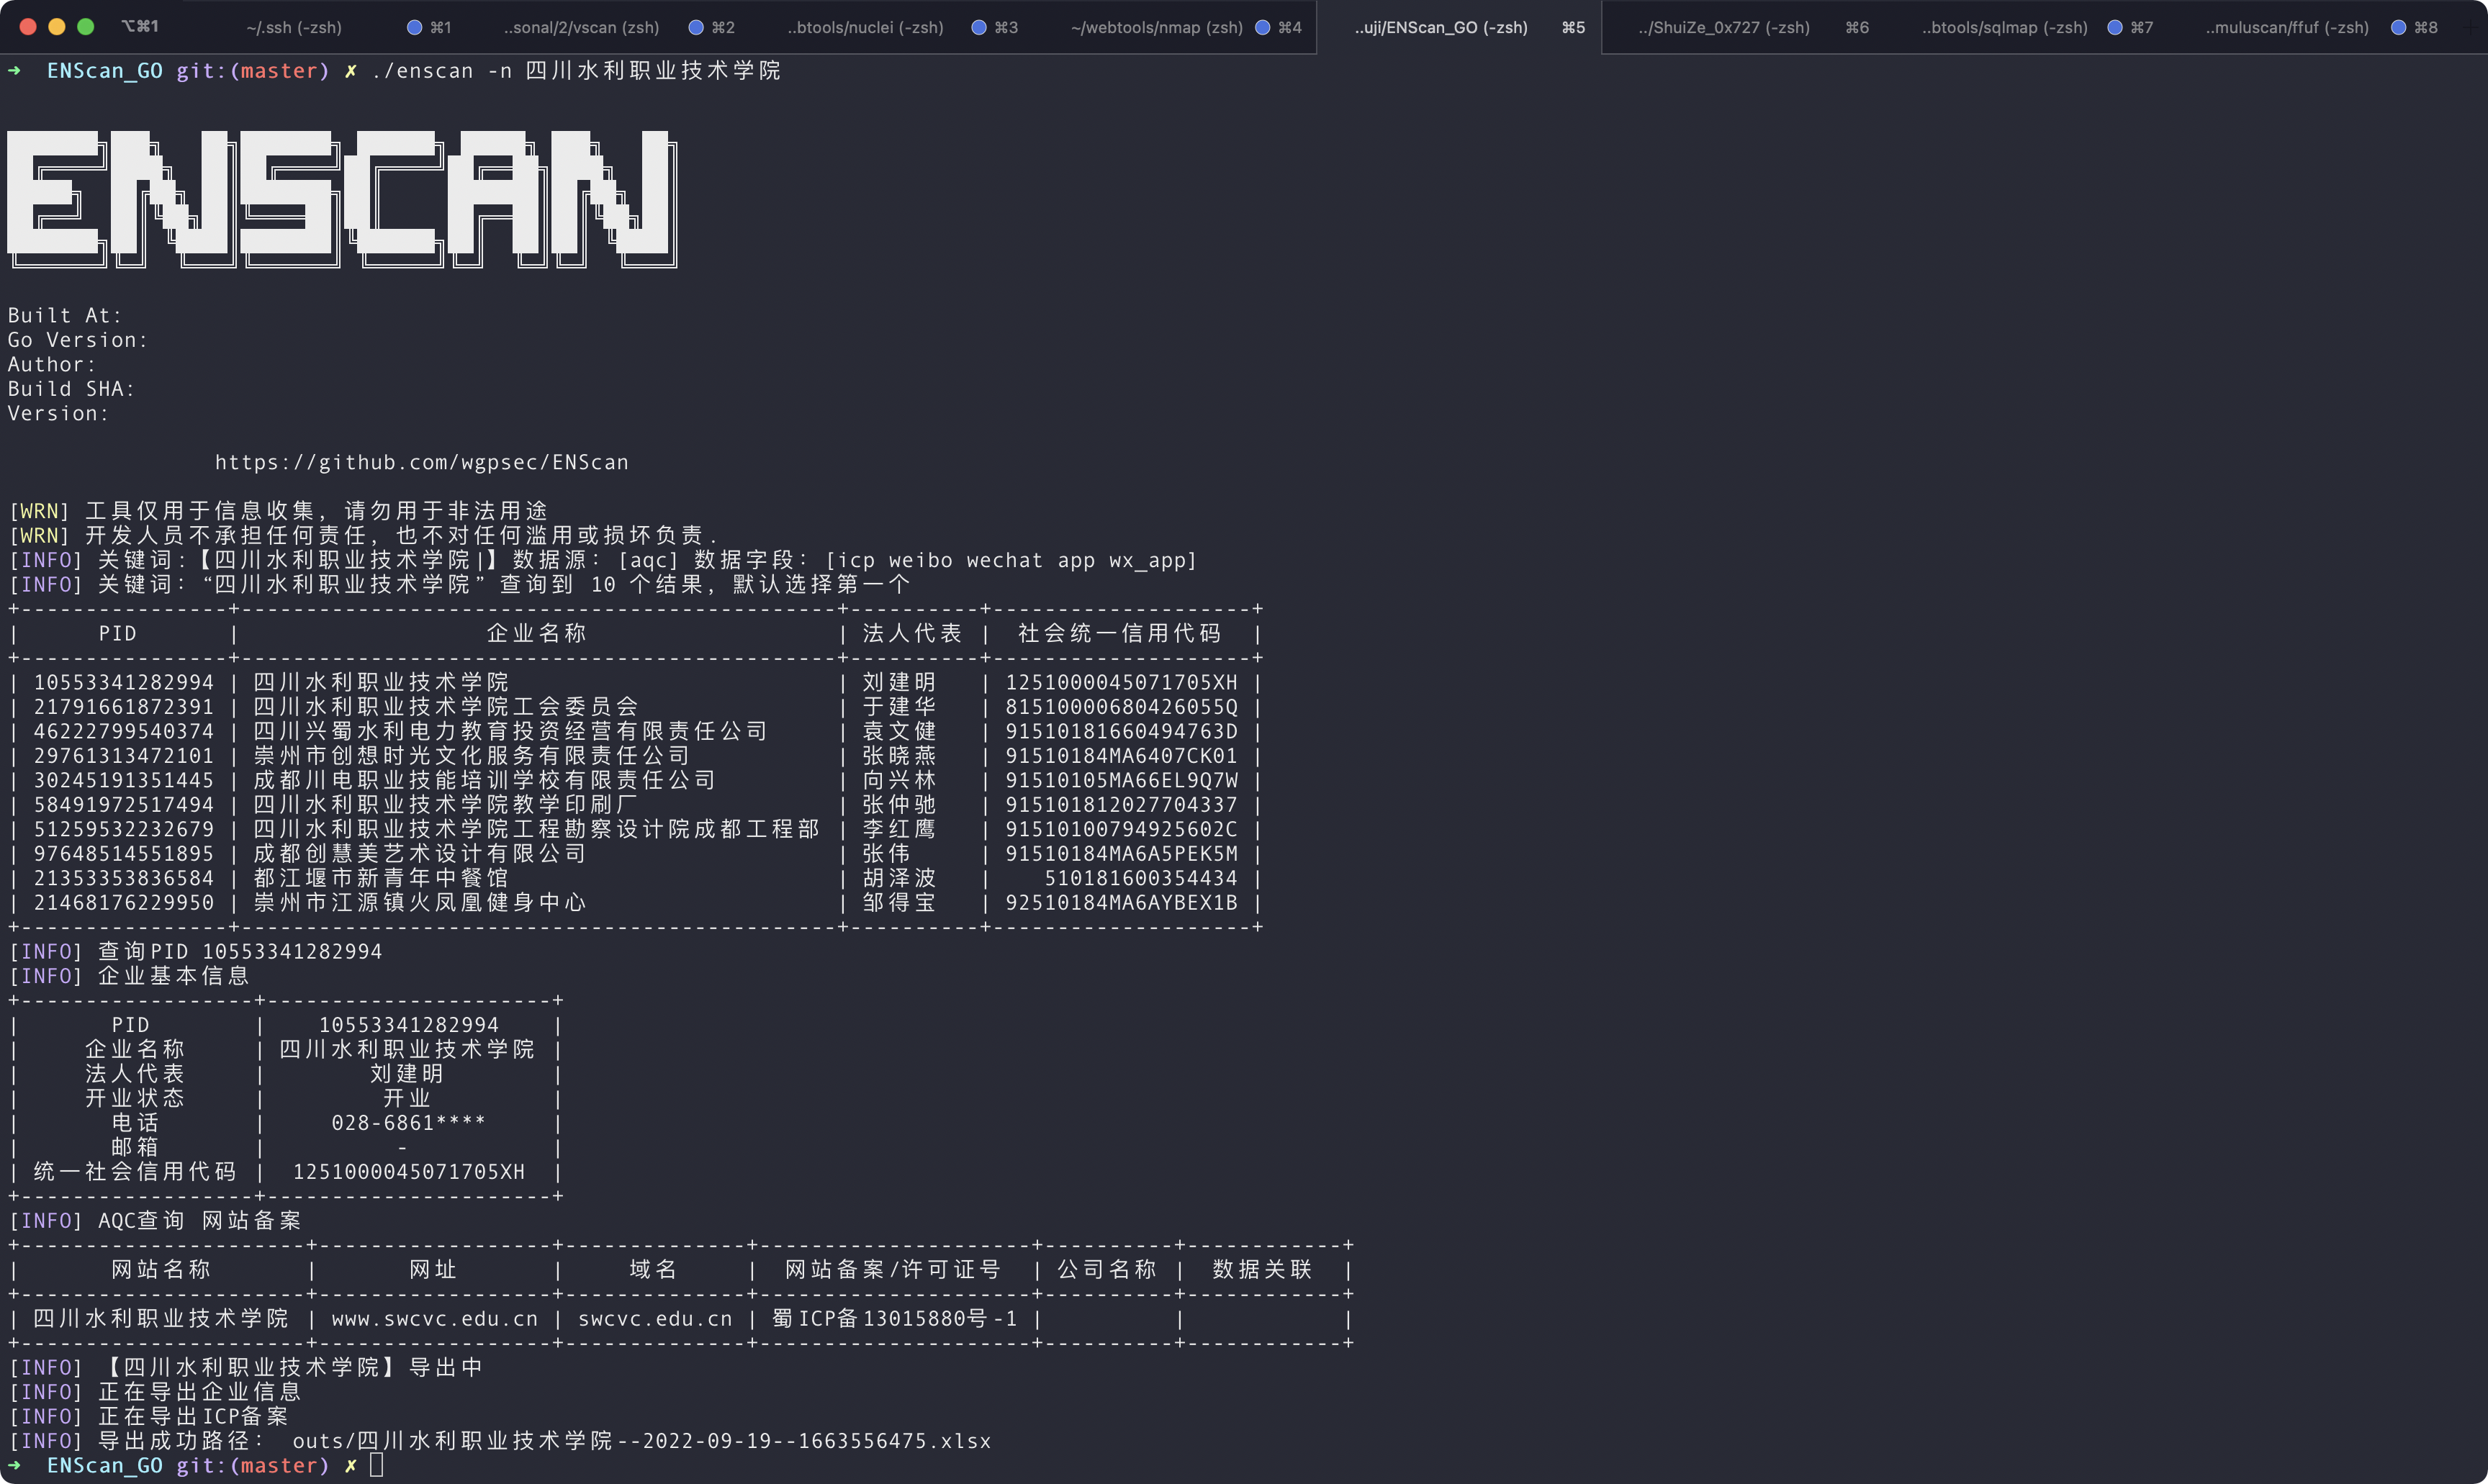 ⌥⌘1 ~/.ssh (-zsh) ⌘1 ..sonal/2/vscan (zsh) ⌘2 ..btools/nuclei (-zsh) ⌘3 ~/webtools/nmap (zsh) ⌘4 ..uji/ENScan_GO (-zsh) ⌘5 ../ShuiZe_0x727 (-zsh) ⌘6 ..btools/sqlmap (-zsh) ⌘7 ..muluscan/ffuf (-zsh) ⌘8
➜ ENScan_GO git:(master) ✗ ./enscan -n 四川水利职业技术学院
ENSCAN
Built At:
Go Version:
Author:
Build SHA:
Version:
https://github.com/wgpsec/ENScan
[WRN] 工具仅用于信息收集, 请勿用于非法用途
[WRN] 开发人员不承担任何责任, 也不对任何滥用或损坏负责.
[INFO] 关键词:【四川水利职业技术学院|】数据源: [aqc] 数据字段: [icp weibo wechat app wx_app]
[INFO] 关键词: “四川水利职业技术学院” 查询到 10 个结果, 默认选择第一个
| PID | 企业名称 | 法人代表 | 社会统一信用代码 |
| 10553341282994 | 四川水利职业技术学院 | 刘建明 | 1251000045071705XH |
| 21791661872391 | 四川水利职业技术学院工会委员会 | 于建华 | 81510000680426055Q |
| 46222799540374 | 四川兴蜀水利电力教育投资经营有限责任公司 | 袁文健 | 91510181660494763D |
| 29761313472101 | 崇州市创想时光文化服务有限责任公司 | 张晓燕 | 91510184MA6407CK01 |
| 30245191351445 | 成都川电职业技能培训学校有限责任公司 | 向兴林 | 91510105MA66EL9Q7W |
| 58491972517494 | 四川水利职业技术学院教学印刷厂 | 张仲驰 | 915101812027704337 |
| 51259532232679 | 四川水利职业技术学院工程勘察设计院成都工程部 | 李红鹰 | 91510100794925602C |
| 97648514551895 | 成都创慧美艺术设计有限公司 | 张伟 | 91510184MA6A5PEK5M |
| 21353353836584 | 都江堰市新青年中餐馆 | 胡泽波 | 510181600354434 |
| 21468176229950 | 崇州市江源镇火凤凰健身中心 | 邹得宝 | 92510184MA6AYBEX1B |
[INFO] 查询PID 10553341282994
[INFO] 企业基本信息
| PID | 10553341282994 |
| 企业名称 | 四川水利职业技术学院 |
| 法人代表 | 刘建明 |
| 开业状态 | 开业 |
| 电话 | 028-6861**** |
| 邮箱 | - |
| 统一社会信用代码 | 1251000045071705XH |
[INFO] AQC查询 网站备案
| 网站名称 | 网址 | 域名 | 网站备案/许可证号 | 公司名称 | 数据关联 |
| 四川水利职业技术学院 | www.swcvc.edu.cn | swcvc.edu.cn | 蜀ICP备13015880号-1 | | |
[INFO] 【四川水利职业技术学院】导出中
[INFO] 正在导出企业信息
[INFO] 正在导出ICP备案
[INFO] 导出成功路径: outs/四川水利职业技术学院--2022-09-19--1663556475.xlsx
➜ ENScan_GO git:(master) ✗